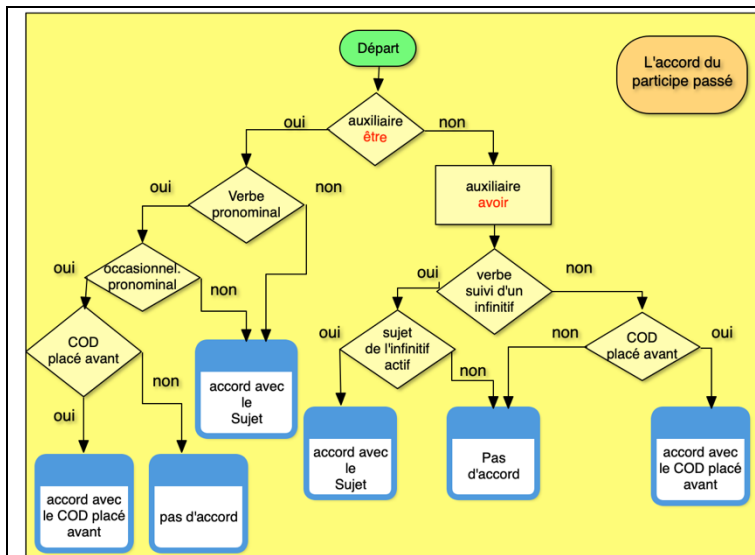 Départ
L'accord du
participe passé
auxiliaire
être
oui
non
Verbe
pronominal
oui
non
auxiliaire
avoir
occasionnel.
pronominal
oui
non
verbe
suivi d'un
infinitif
oui
non
COD
placé avant
oui
non
sujet
de l'infinitif
actif
oui
non
COD
placé avant
non
oui
accord avec
le
Sujet
accord avec
le COD placé
avant
pas d'accord
accord avec
le
Sujet
Pas
d'accord
accord avec
le COD placé
avant